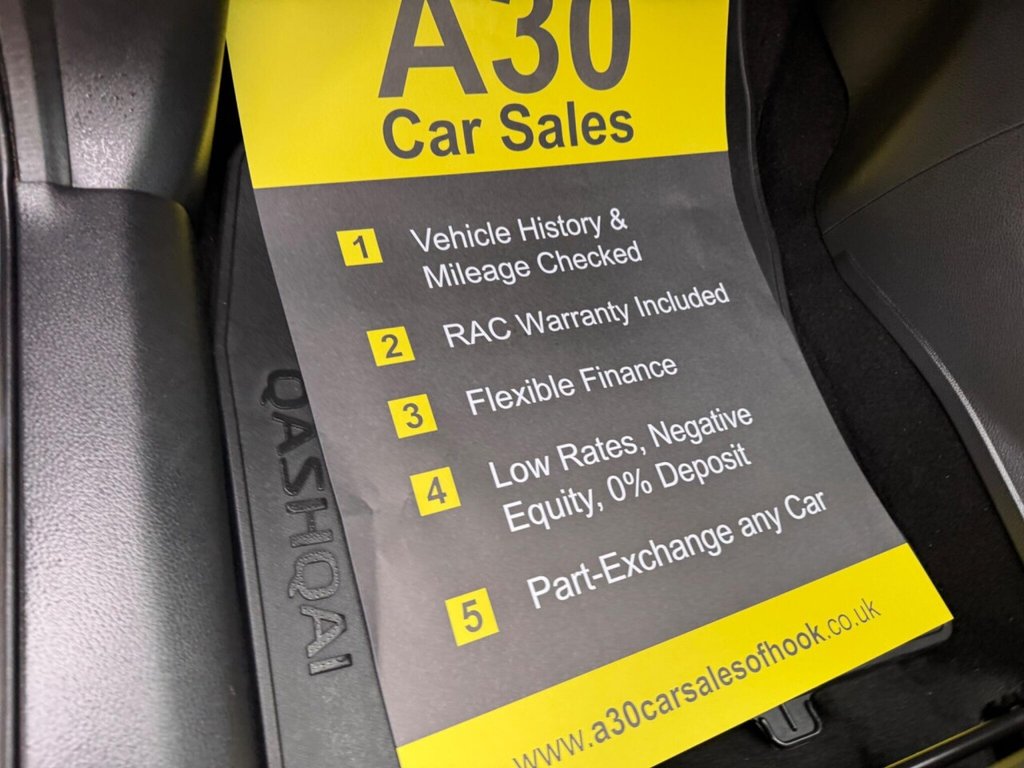 A30
Car Sales
1 Vehicle History &
Mileage Checked
2 RAC Warranty Included
3 Flexible Finance
4 Low Rates, Negative
Equity, 0% Deposit
5 Part-Exchange any Car
www.a30carsalesofhook.co.uk
QASHQAI